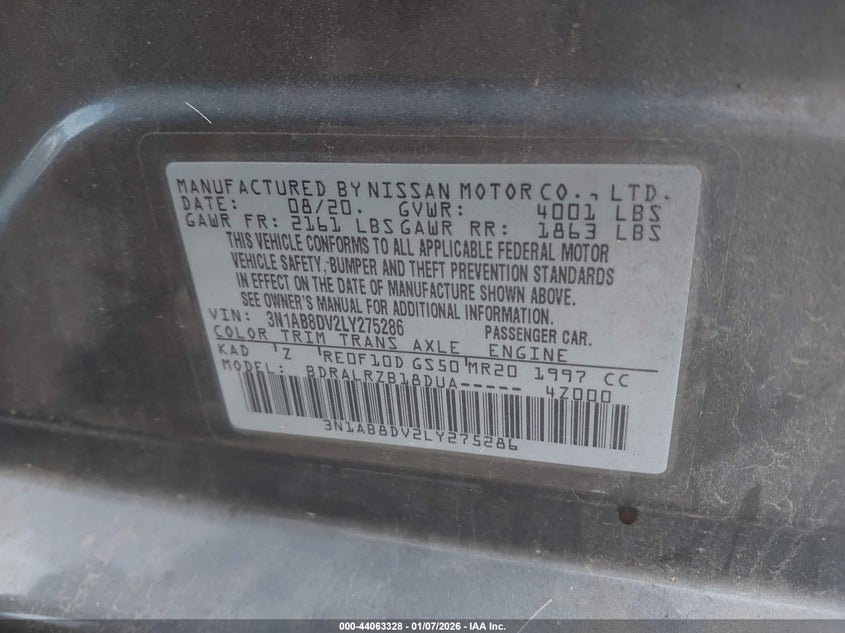 MANUFACTURED BY NISSAN MOTOR CO., LTD.
DATE: 08/20. GVWR: 4001 LBS
GAWR FR: 2161 LBS GAWR RR: 1863 LBS
THIS VEHICLE CONFORMS TO ALL APPLICABLE FEDERAL MOTOR
VEHICLE SAFETY, BUMPER AND THEFT PREVENTION STANDARDS
IN EFFECT ON THE DATE OF MANUFACTURE SHOWN ABOVE.
SEE OWNER'S MANUAL FOR ADDITIONAL INFORMATION.
VIN: 3N1AB8DV2LY275286 PASSENGER CAR.
COLOR TRIM TRANS AXLE ENGINE
KAD Z RE0F10D GS50 MR20 1997 CC
MODEL: BDRALRZB18DUA----- 4Z000
3N1AB8DV2LY275286
000-44063328 - 01/07/2026 - IAA Inc.